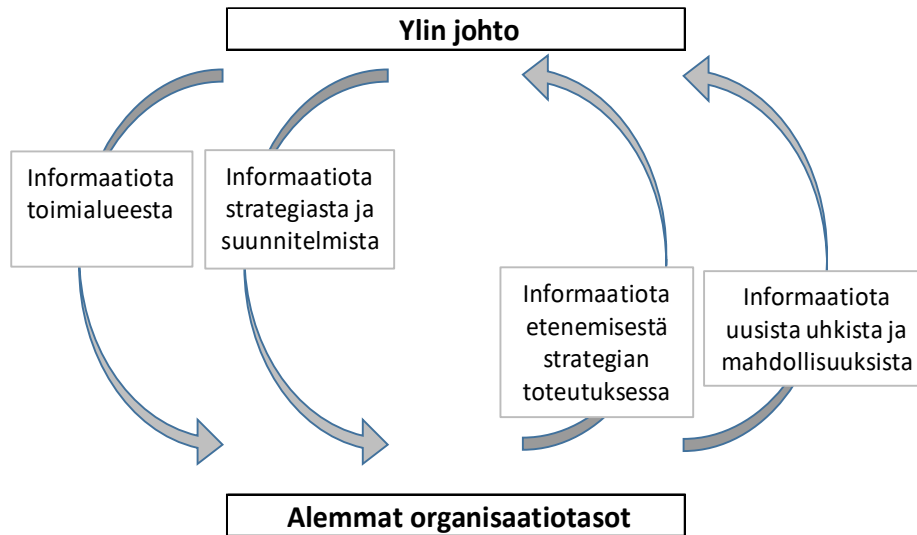 Ylin johto
Informaatiota
toimialueesta
Informaatiota
strategiasta ja
suunnitelmista
Informaatiota
etenemisestä
strategian
toteutuksessa
Informaatiota
uusista uhkista ja
mahdollisuuksista
Alemmat organisaatiotasot